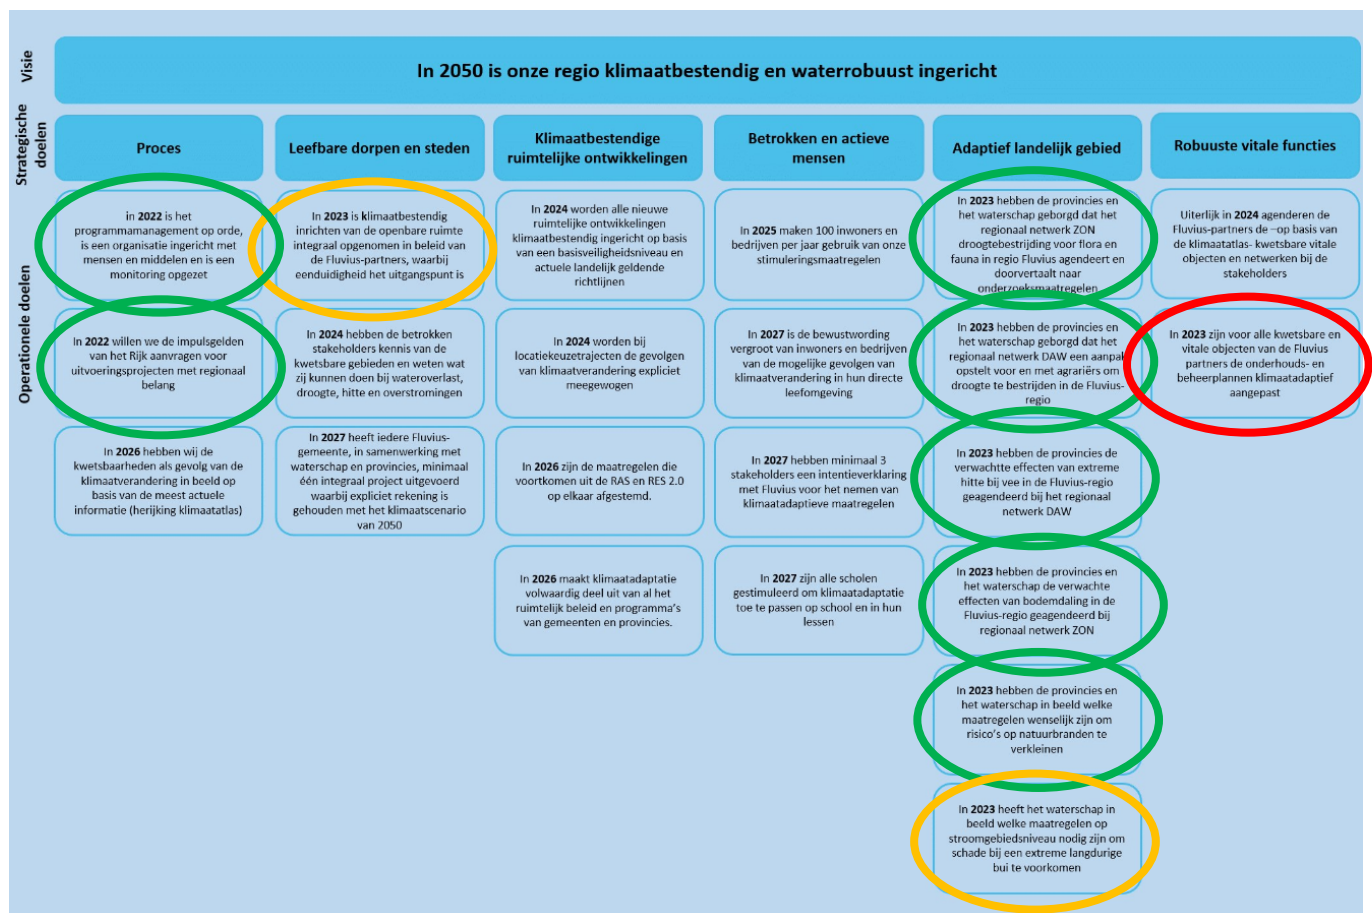 Visie
In 2050 is onze regio klimaatbestendig en waterrobuust ingericht
Strategische
doelen
Proces
Leefbare dorpen en steden
Klimaatbestendige
ruimtelijke ontwikkelingen
Betrokken en actieve
mensen
Adaptief landelijk gebied
Robuuste vitale functies
Operationele doelen
in 2022 is het
programmamanagement op orde,
is een organisatie ingericht met
mensen en middelen en is een
monitoring opgezet
In 2022 willen we de impulsgelden
van het Rijk aanvragen voor
uitvoeringsprojecten met regionaal
belang
In 2026 hebben wij de
kwetsbaarheden als gevolg van de
klimaatverandering in beeld op
basis van de meest actuele
informatie (herijking klimaatatlas)
In 2023 is klimaatbestendig
inrichten van de openbare ruimte
integraal opgenomen in beleid van
de Fluvius-partners, waarbij
eenduidigheid het uitgangspunt is
In 2024 hebben de betrokken
stakeholders kennis van de
kwetsbare gebieden en weten wat
zij kunnen doen bij wateroverlast,
droogte, hitte en overstromingen
In 2027 heeft iedere Fluvius-
gemeente, in samenwerking met
waterschap en provincies, minimaal
één integraal project uitgevoerd
waarbij expliciet rekening is
gehouden met het klimaatscenario
van 2050
In 2024 worden alle nieuwe
ruimtelijke ontwikkelingen
klimaatbestendig ingericht op basis
van een basisveiligheidsniveau en
actuele landelijk geldende
richtlijnen
In 2024 worden bij
locatiekeuzetrajecten de gevolgen
van klimaatverandering expliciet
meegewogen
In 2026 zijn de maatregelen die
voortkomen uit de RAS en RES 2.0
op elkaar afgestemd.
In 2026 maakt klimaatadaptatie
volwaardig deel uit van al het
ruimtelijk beleid en programma's
van gemeenten en provincies.
In 2025 maken 100 inwoners en
bedrijven per jaar gebruik van onze
stimuleringsmaatregelen
In 2027 is de bewustwording
vergroot van inwoners en bedrijven
van de mogelijke gevolgen van
klimaatverandering in hun directe
leefomgeving
In 2027 hebben minimaal 3
stakeholders een intentieverklaring
met Fluvius voor het nemen van
klimaatadaptieve maatregelen
In 2027 zijn alle scholen
gestimuleerd om klimaatadaptatie
toe te passen op school en in hun
lessen
In 2023 hebben de provincies en
het waterschap geborgd dat het
regionaal netwerk ZON
droogtebestrijding voor flora en
fauna in regio Fluvius agendeert en
doorvertaalt naar
onderzoeksmaatregelen
In 2023 hebben de provincies en
het waterschap geborgd dat het
regionaal netwerk DAW een aanpak
opstelt voor en met agrariërs om
droogte te bestrijden in de Fluvius-
regio
In 2023 hebben de provincies de
verwachtte effecten van extreme
hitte bij vee in de Fluvius-regio
geagendeerd bij het regionaal
netwerk DAW
In 2023 hebben de provincies en
het waterschap de verwachte
effecten van bodemdaling in de
Fluvius-regio geagendeerd bij
regionaal netwerk ZON
In 2023 hebben de provincies en
het waterschap in beeld welke
maatregelen wenselijk zijn om
risico's op natuurbranden te
verkleinen
In 2023 heeft het waterschap in
beeld welke maatregelen op
stroomgebiedsniveau nodig zijn om
schade bij een extreme langdurige
bui te voorkomen
Uiterlijk in 2024 agenderen de
Fluvius-partners de –op basis van
de klimaatatlas- kwetsbare vitale
objecten en netwerken bij de
stakeholders
In 2023 zijn voor alle kwetsbare en
vitale objecten van de Fluvius
partners de onderhouds- en
beheerplannen klimaatadaptief
aangepast